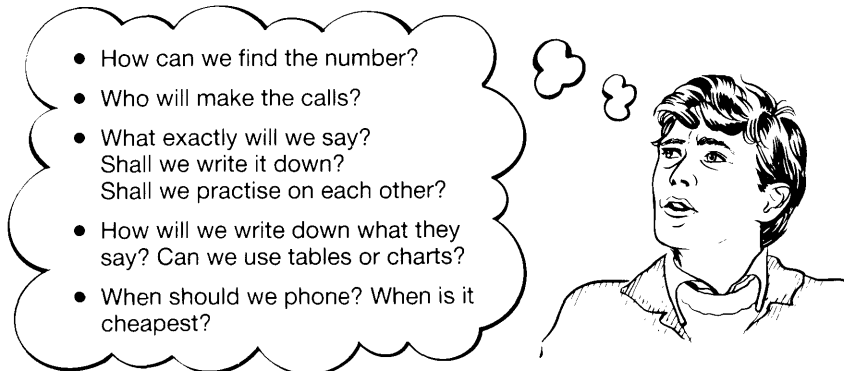 • How can we find the number?
• Who will make the calls?
• What exactly will we say?
Shall we write it down?
Shall we practise on each other?
• How will we write down what they
say? Can we use tables or charts?
• When should we phone? When is it
cheapest?